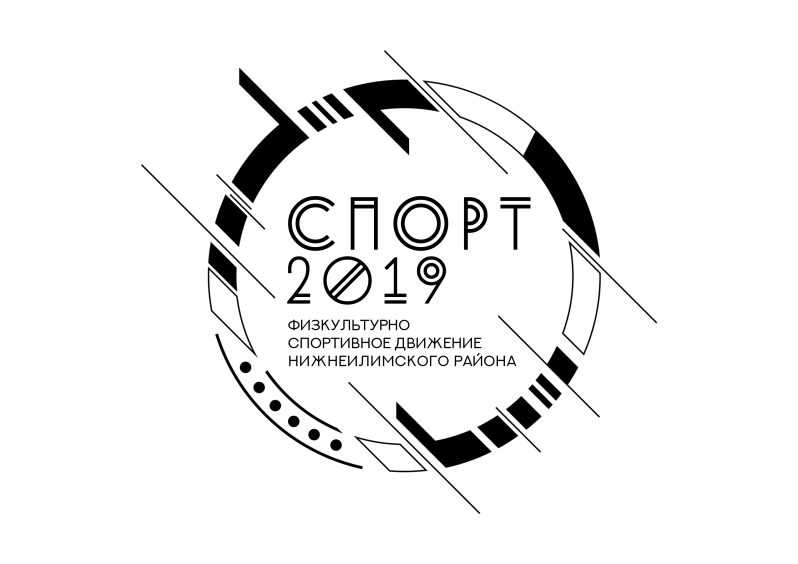 СПОРТ
2019
ФИЗКУЛЬТУРНО
СПОРТИВНОЕ ДВИЖЕНИЕ
НИЖНЕИЛИМСКОГО РАЙОНА